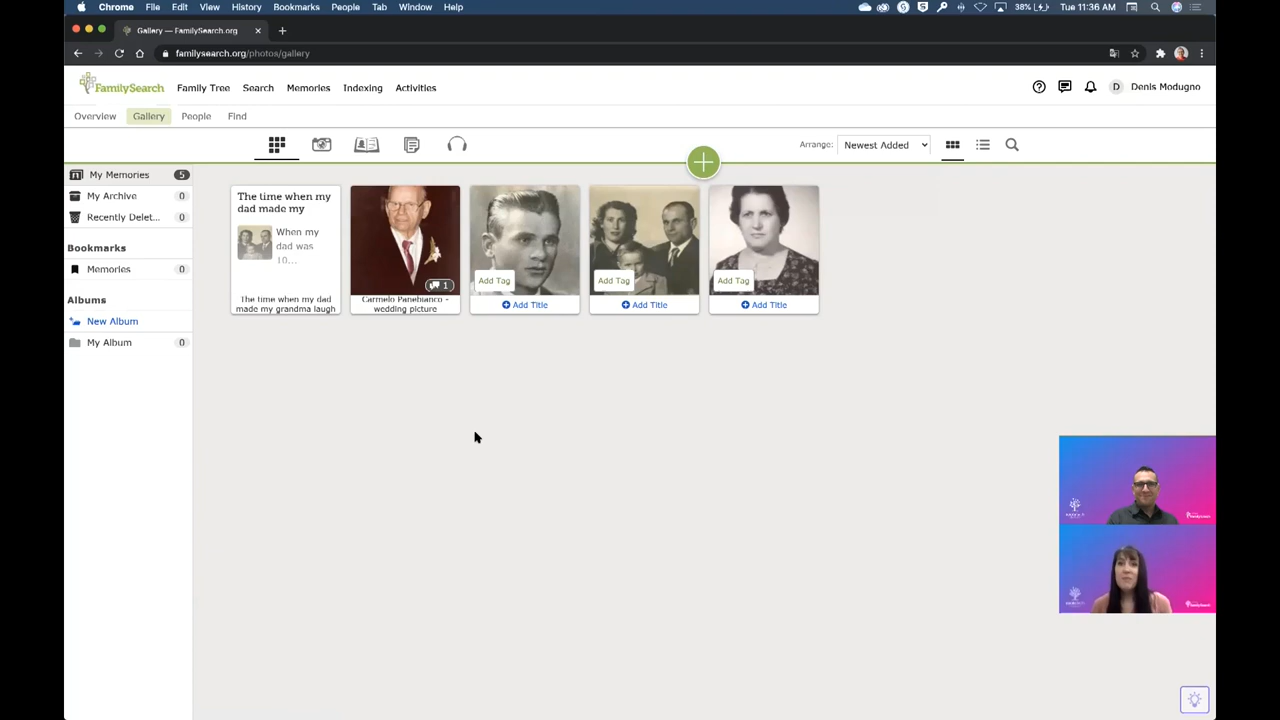 Chrome File Edit View History Bookmarks People Tab Window Help 38% Tue 11:36 AM
Gallery — FamilySearch.org
familysearch.org/photos/gallery
FamilySearch Family Tree Search Memories Indexing Activities D Denis Modugno
Overview Gallery People Find
Arrange: Newest Added
My Memories 5
My Archive 0
Recently Delet... 0
Bookmarks
Memories 0
Albums
New Album
My Album 0
The time when my
dad made my
When my
dad was
10...
The time when my dad
made my grandma laugh
1
Carmelo Panebianco -
wedding picture
Add Tag
Add Title
Add Tag
Add Title
Add Tag
Add Title